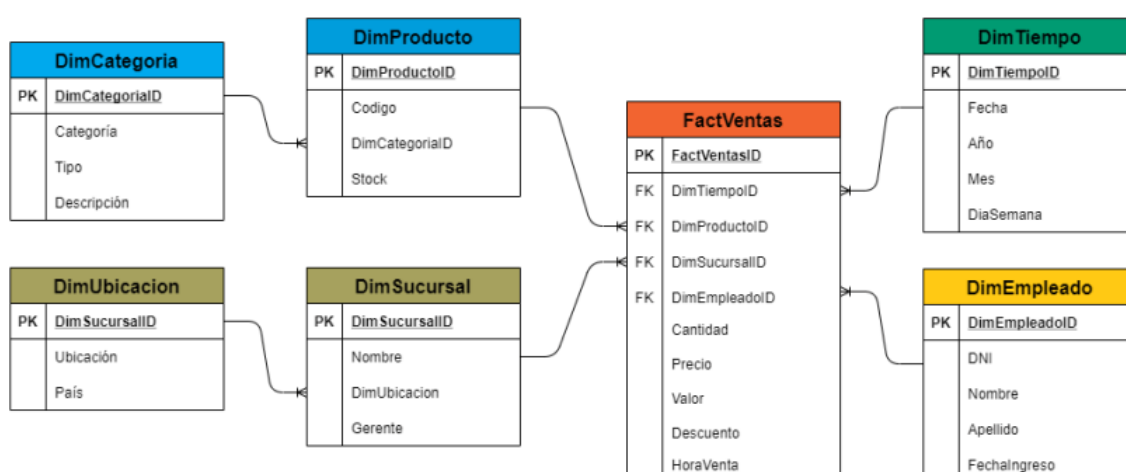 DimCategoria
PK DimCategoriaID
Categoría
Tipo
Descripción
DimProducto
PK DimProductoID
Codigo
DimCategoriaID
Stock
DimUbicacion
PK DimSucursalID
Ubicación
País
DimSucursal
PK DimSucursalID
Nombre
DimUbicacion
Gerente
FactVentas
PK FactVentasID
FK DimTiempoID
FK DimProductoID
FK DimSucursalID
FK DimEmpleadoID
Cantidad
Precio
Valor
Descuento
HoraVenta
DimTiempo
PK DimTiempoID
Fecha
Año
Mes
DiaSemana
DimEmpleado
PK DimEmpleadoID
DNI
Nombre
Apellido
FechaIngreso